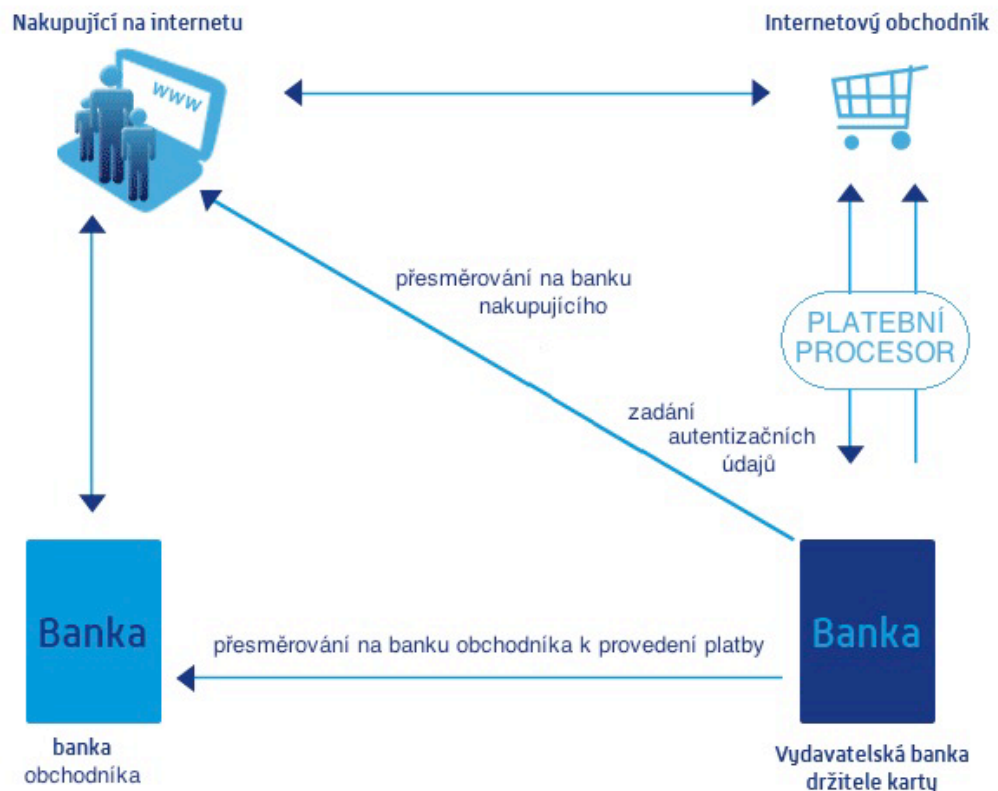 Nakupující na internetu
Internetový obchodník
www
přesměrování na banku
nakupujícího
PLATEBNÍ
PROCESOR
zadání
autentizačních
údajů
Banka
přesměrování na banku obchodníka k provedení platby
Banka
banka
obchodníka
Vydavatelská banka
držitele karty